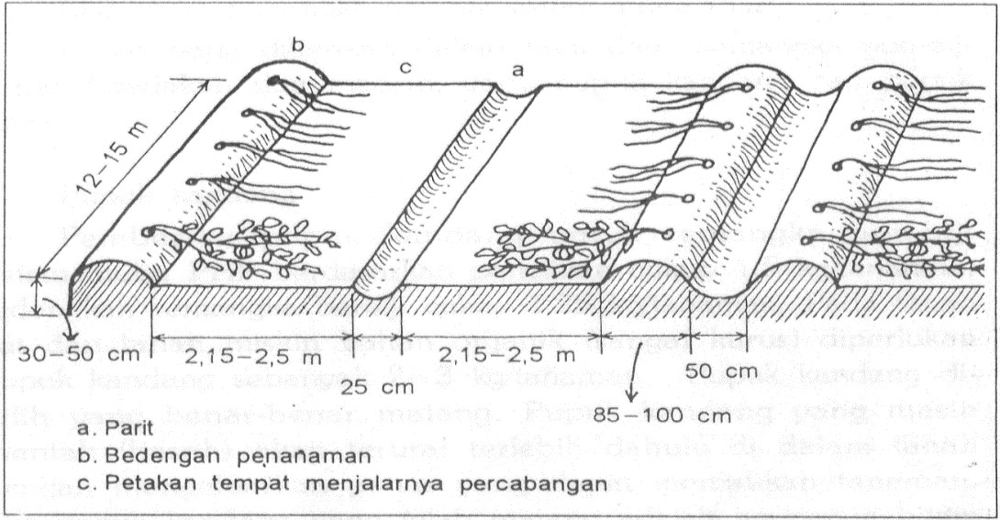 b
c
a
12–15 m
30–50 cm
2,15–2,5 m
2,15–2,5 m
50 cm
25 cm
85–100 cm
a. Parit
b. Bedengan penanaman
c. Petakan tempat menjalarnya percabangan